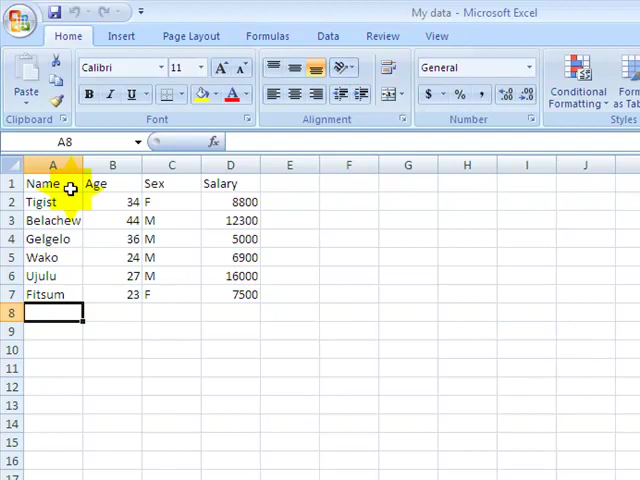 My data - Microsoft Excel
Home Insert Page Layout Formulas Data Review View
Calibri 11 A A General
Paste B I U A $ % , Conditional Formatting
Clipboard Font Alignment Number Styles
A8 fx
A B C D E F G H I J
1 Name Age Sex Salary
2 Tigist 34 F 8800
3 Belachew 44 M 12300
4 Gelgelo 36 M 5000
5 Wako 24 M 6900
6 Ujulu 27 M 16000
7 Fitsum 23 F 7500
8
9
10
11
12
13
14
15
16
17